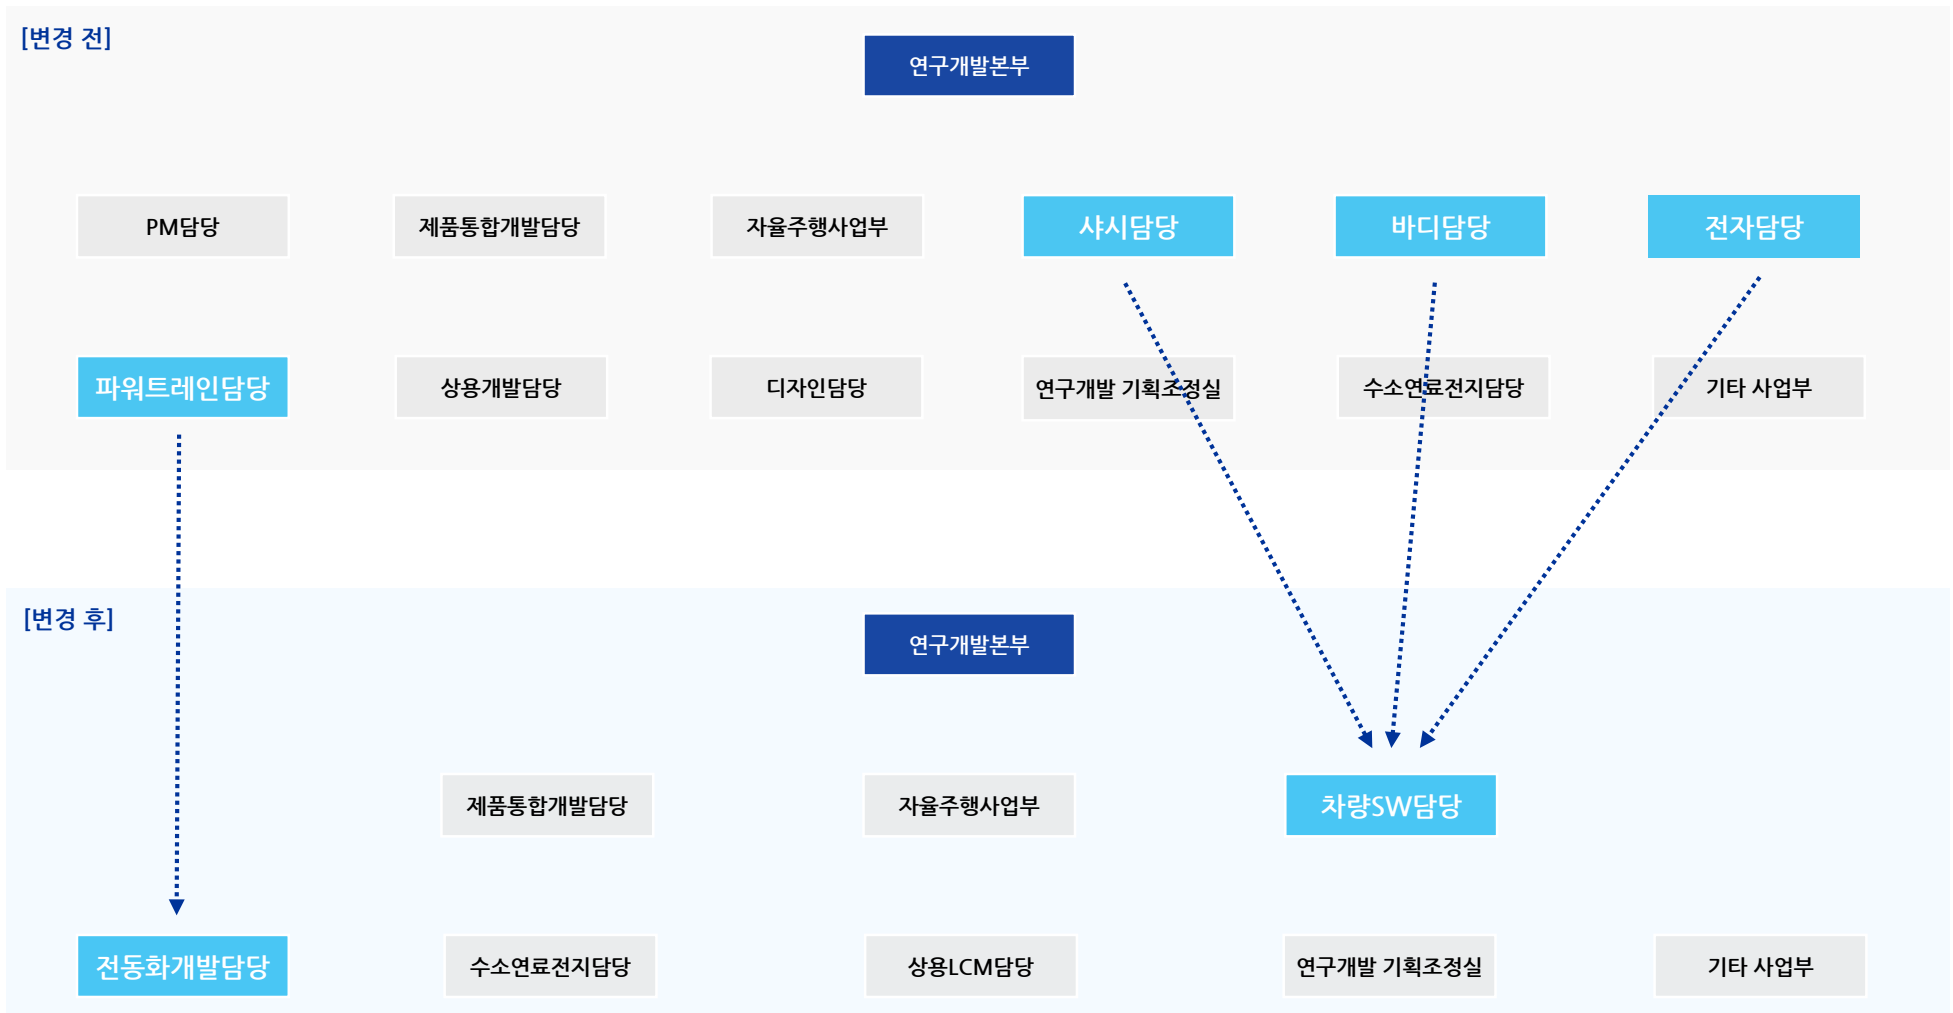 [변경 전]
연구개발본부
PM담당
제품통합개발담당
자율주행사업부
샤시담당
바디담당
전자담당
파워트레인담당
상용개발담당
디자인담당
연구개발 기획조정실
수소연료전지담당
기타 사업부
[변경 후]
연구개발본부
제품통합개발담당
자율주행사업부
차량SW담당
전동화개발담당
수소연료전지담당
상용LCM담당
연구개발 기획조정실
기타 사업부